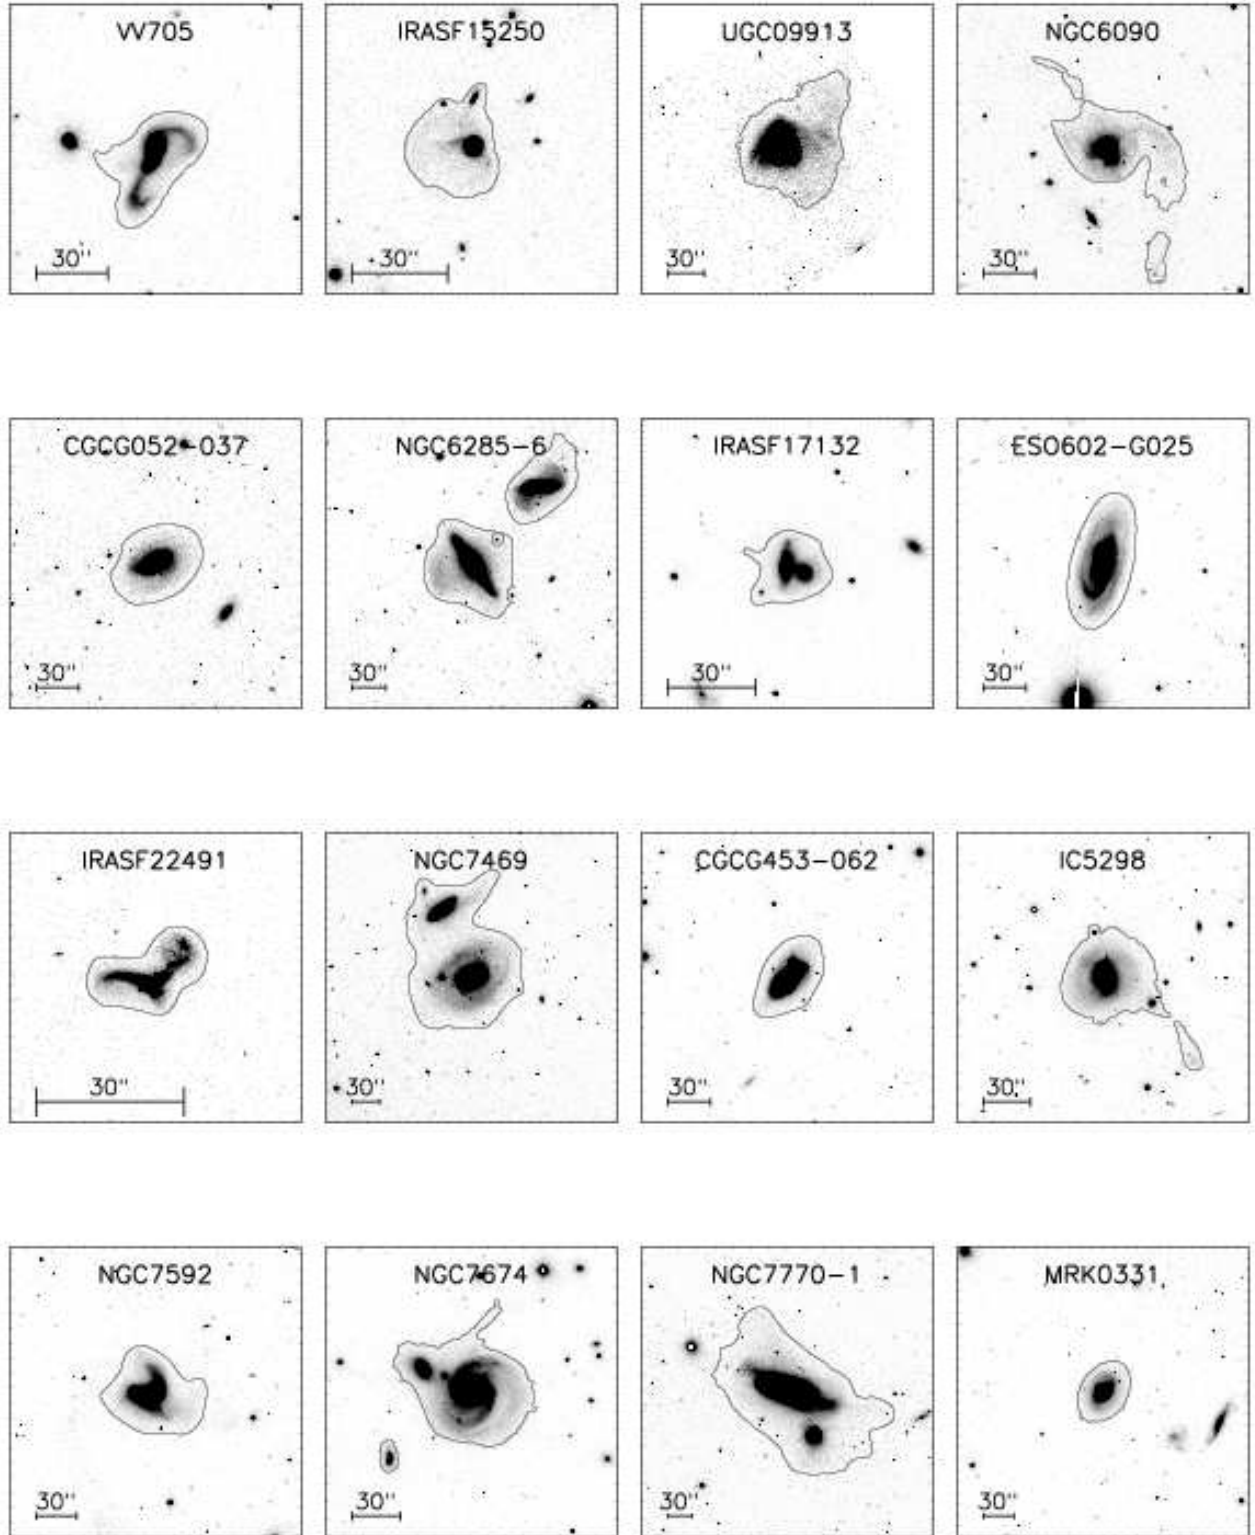 VV705
IRASF15250
UGC09913
NGC6090
30''
30''
30''
30''
CGCG052-037
NGC6285-6
IRASF17132
ESO602-G025
30''
30''
30''
30''
IRASF22491
NGC7469
CGCG453-062
IC5298
30''
30''
30''
30''
NGC7592
NGC7674
NGC7770-1
MRK0331
30''
30''
30''
30''